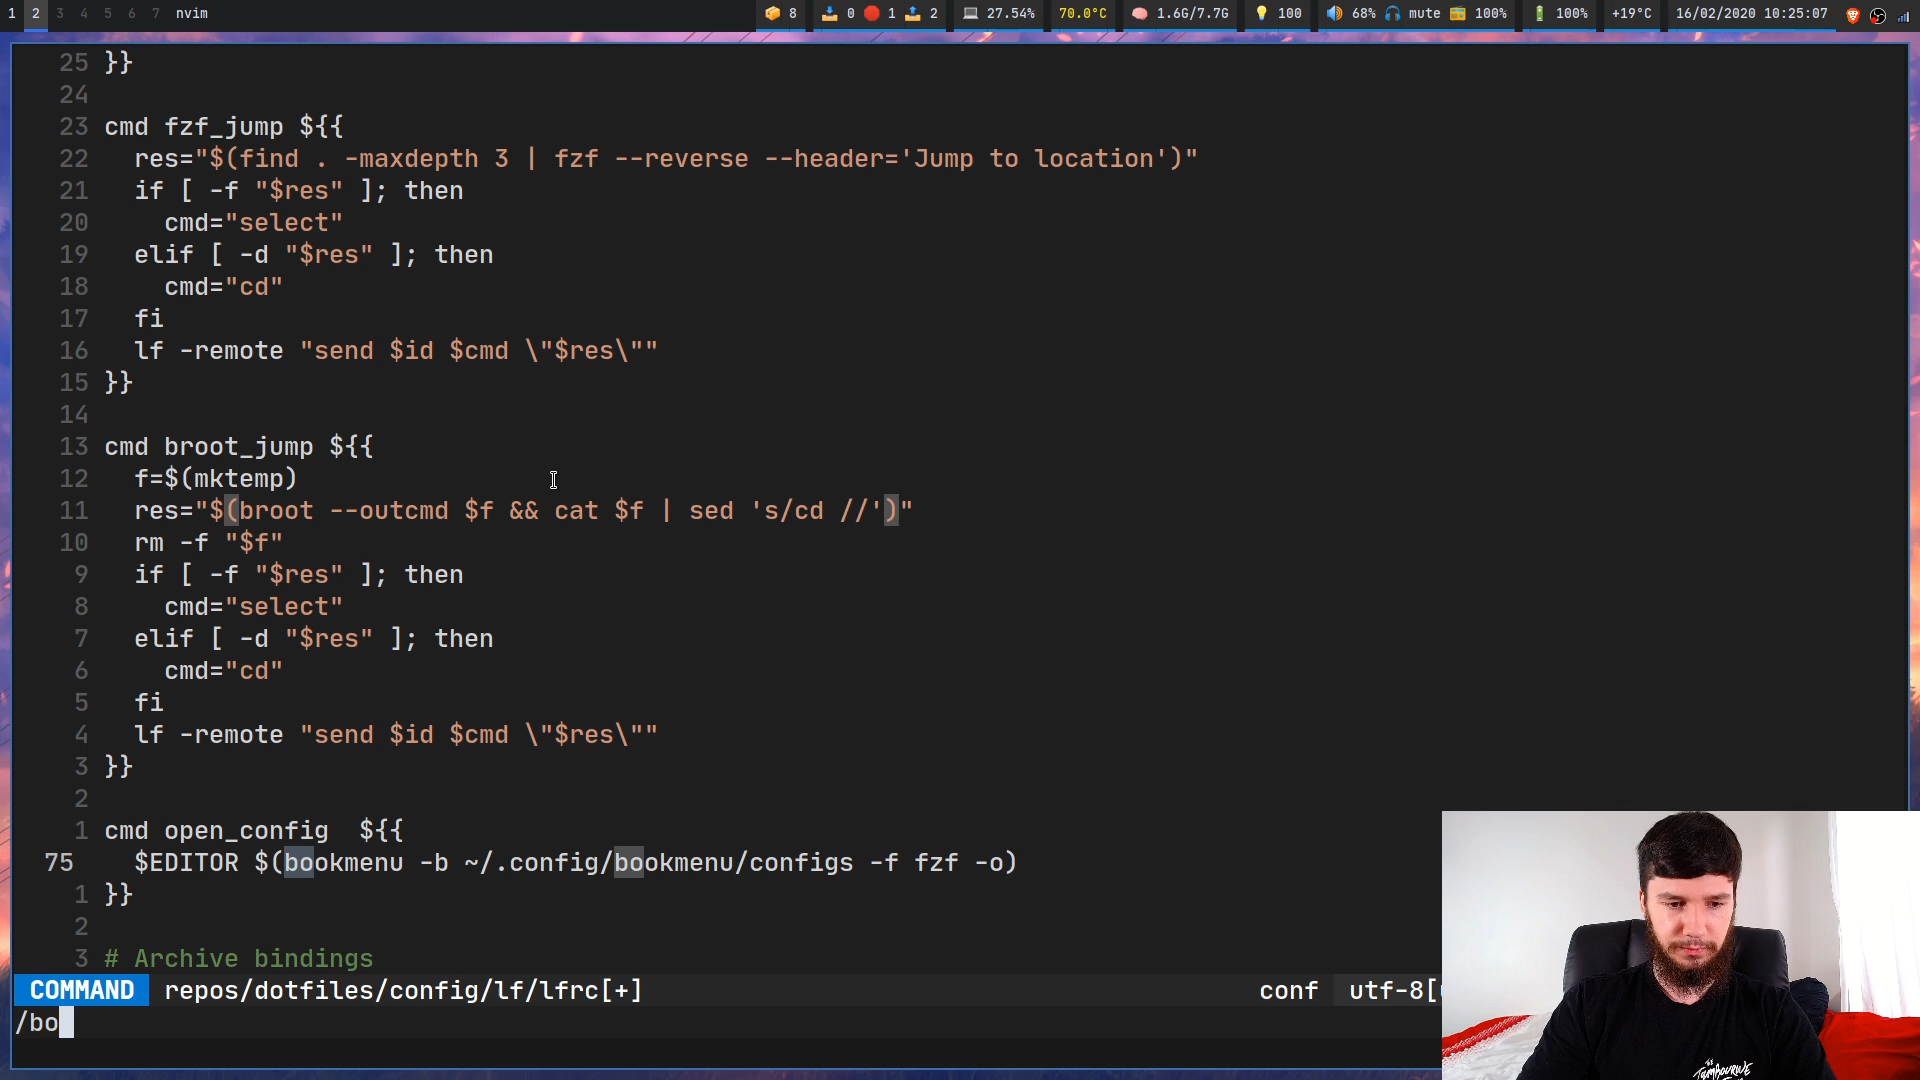 1 2 3 4 5 6 7 nvim 8 0 1 2 27.54% 70.0°C 1.6G/7.7G 100 68% mute 100% 100% +19°C 16/02/2020 10:25:07
25 }}
24
23 cmd fzf_jump ${{
22 res="$(find . -maxdepth 3 | fzf --reverse --header='Jump to location')"
21 if [ -f "$res" ]; then
20 cmd="select"
19 elif [ -d "$res" ]; then
18 cmd="cd"
17 fi
16 lf -remote "send $id $cmd \"$res\""
15 }}
14
13 cmd broot_jump ${{
12 f=$(mktemp)
11 res="$(broot --outcmd $f && cat $f | sed 's/cd //')"
10 rm -f "$f"
9 if [ -f "$res" ]; then
8 cmd="select"
7 elif [ -d "$res" ]; then
6 cmd="cd"
5 fi
4 lf -remote "send $id $cmd \"$res\""
3 }}
2
1 cmd open_config  ${{
75 $EDITOR $(bookmenu -b ~/.config/bookmenu/configs -f fzf -o)
1 }}
2
3 # Archive bindings
COMMAND repos/dotfiles/config/lf/lfrc[+] conf utf-8[
/bo